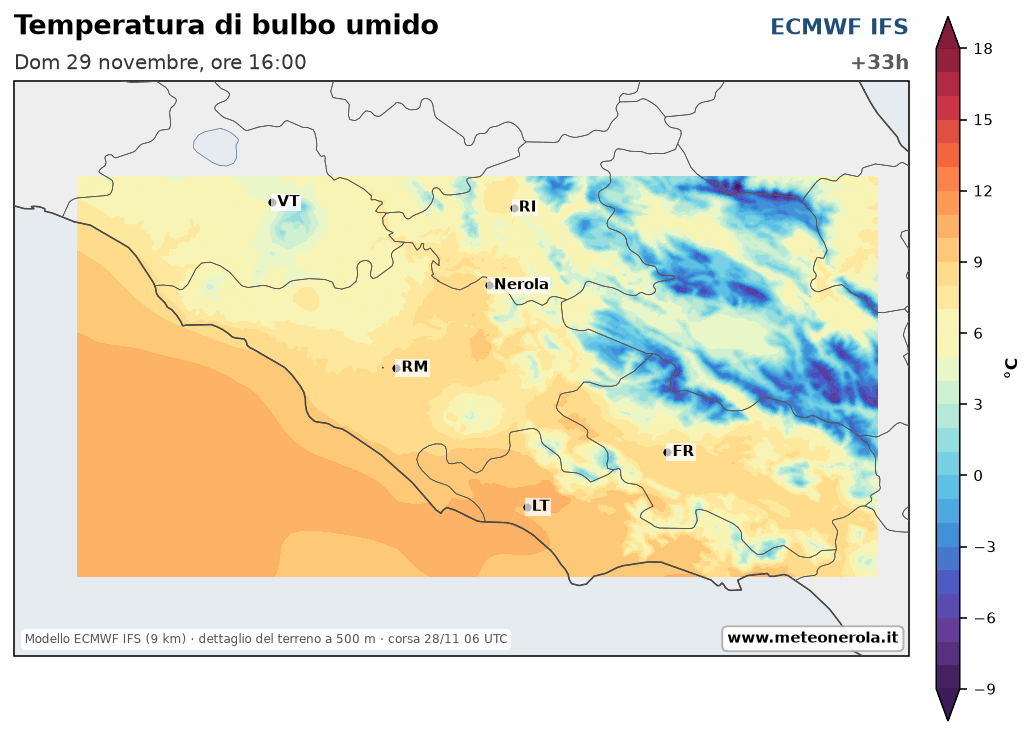 Temperatura di bulbo umido
ECMWF IFS
Dom 29 novembre, ore 16:00
+33h
VT
RI
Nerola
RM
FR
LT
18
15
12
9
6
3
0
−3
−6
−9
°C
Modello ECMWF IFS (9 km) · dettaglio del terreno a 500 m · corsa 28/11 06 UTC
www.meteonerola.it